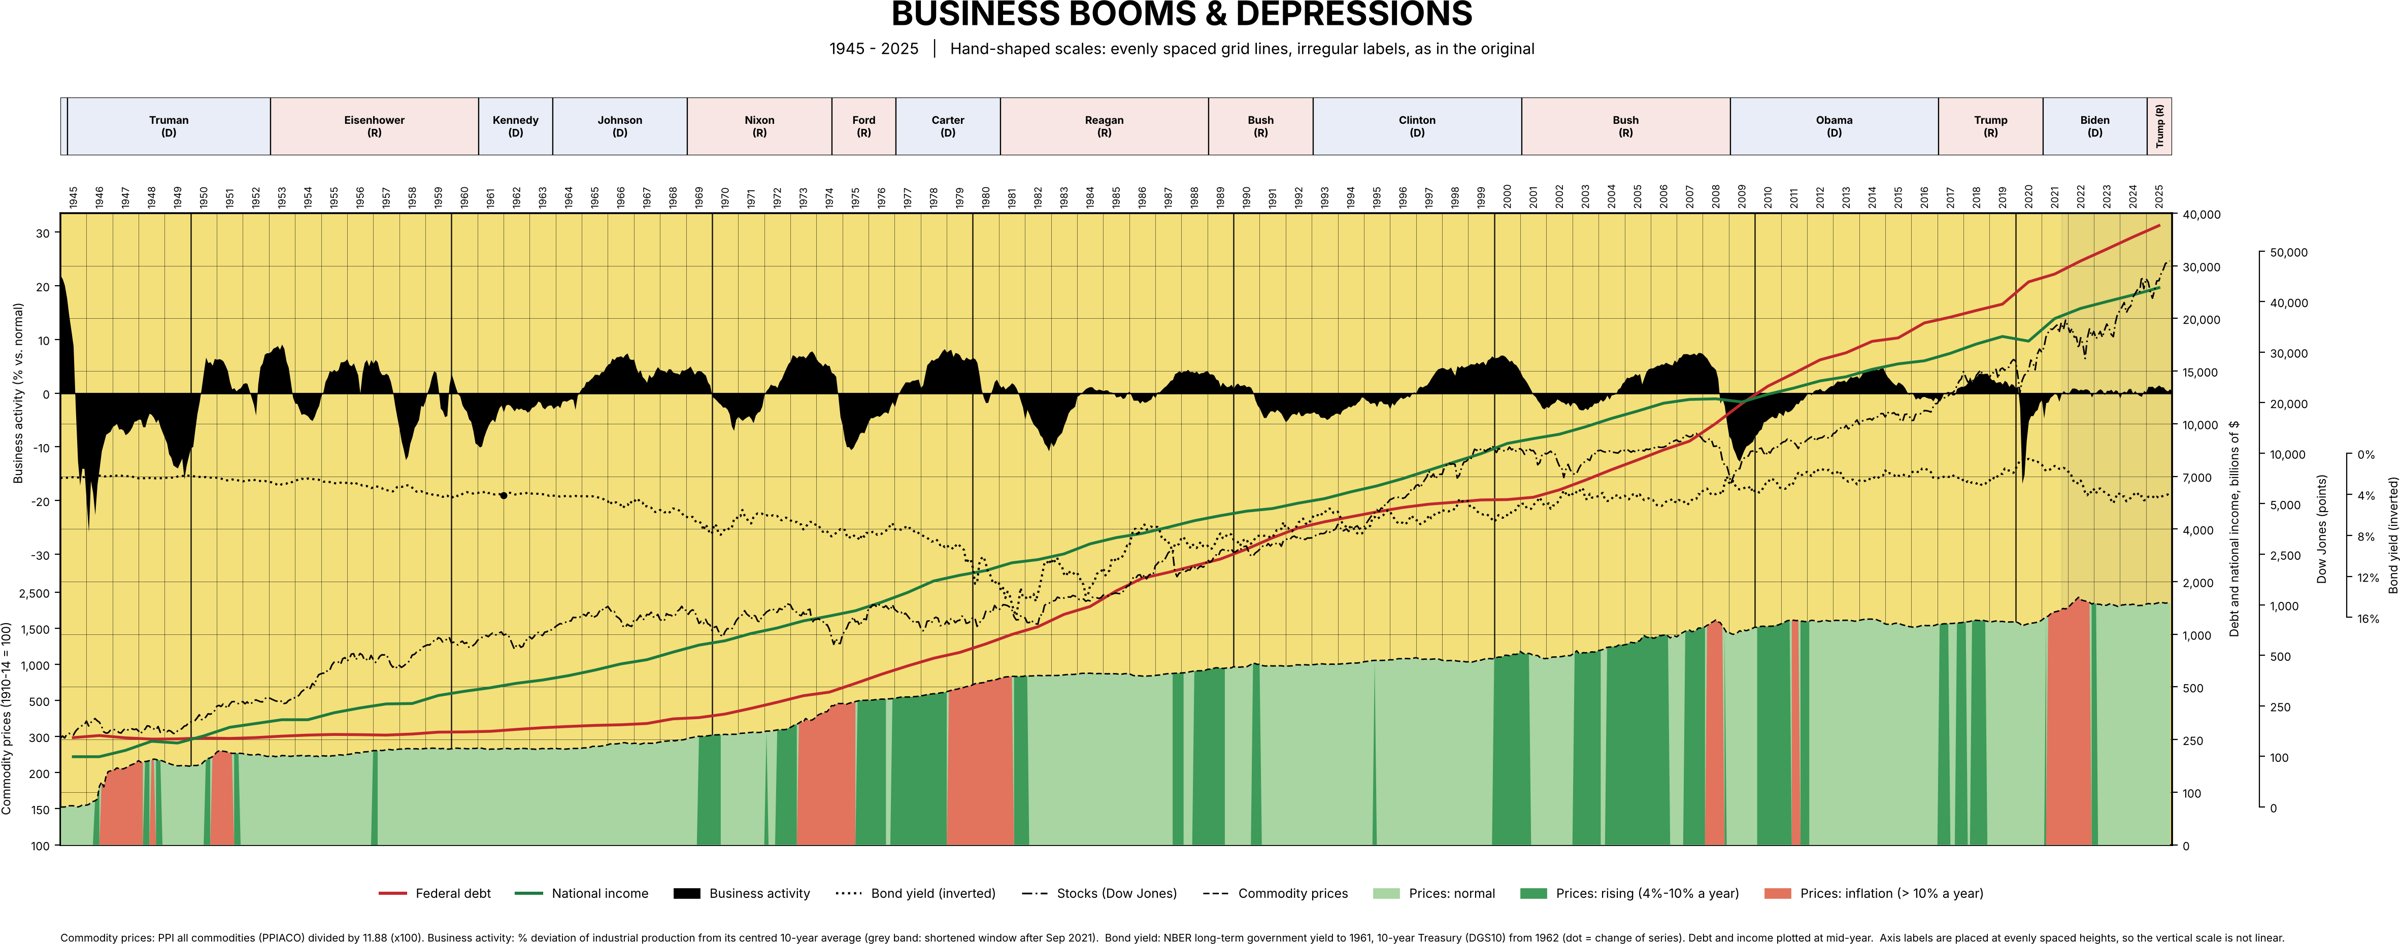 BUSINESS BOOMS & DEPRESSIONS
1945 - 2025 | Hand-shaped scales: evenly spaced grid lines, irregular labels, as in the original
Truman (D)
Eisenhower (R)
Kennedy (D)
Johnson (D)
Nixon (R)
Ford (R)
Carter (D)
Reagan (R)
Bush (R)
Clinton (D)
Bush (R)
Obama (D)
Trump (R)
Biden (D)
Trump (R)
1945 1946 1947 1948 1949 1950 1951 1952 1953 1954 1955 1956 1957 1958 1959 1960 1961 1962 1963 1964 1965 1966 1967 1968 1969 1970 1971 1972 1973 1974 1975 1976 1977 1978 1979 1980 1981 1982 1983 1984 1985 1986 1987 1988 1989 1990 1991 1992 1993 1994 1995 1996 1997 1998 1999 2000 2001 2002 2003 2004 2005 2006 2007 2008 2009 2010 2011 2012 2013 2014 2015 2016 2017 2018 2019 2020 2021 2022 2023 2024 2025
Business activity (% vs. normal)
30
20
10
0
-10
-20
-30
Commodity prices (1910-14 = 100)
2,500
1,500
1,000
500
300
200
150
100
40,000
30,000
20,000
15,000
10,000
7,000
4,000
2,000
1,000
500
250
100
0
Debt and national income, billions of $
50,000
40,000
30,000
20,000
10,000
5,000
2,500
1,000
500
250
100
0
Dow Jones (points)
0%
4%
8%
12%
16%
Bond yield (inverted)
Federal debt
National income
Business activity
Bond yield (inverted)
Stocks (Dow Jones)
Commodity prices
Prices: normal
Prices: rising (4%-10% a year)
Prices: inflation (> 10% a year)
Commodity prices: PPI all commodities (PPIACO) divided by 11.88 (x100). Business activity: % deviation of industrial production from its centred 10-year average (grey band: shortened window after Sep 2021). Bond yield: NBER long-term government yield to 1961, 10-year Treasury (DGS10) from 1962 (dot = change of series). Debt and income plotted at mid-year. Axis labels are placed at evenly spaced heights, so the vertical scale is not linear.